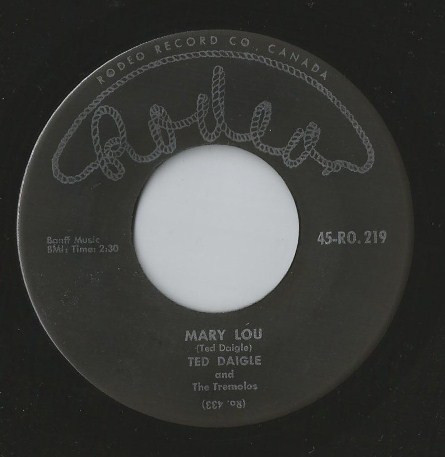 RODEO RECORD CO., CANADA
Rodeo
Banff Music
BMI: Time: 2:30
45-RO. 219
MARY LOU
(Ted Daigle)
TED DAIGLE
and
The Tremolos
(Ro. 433)